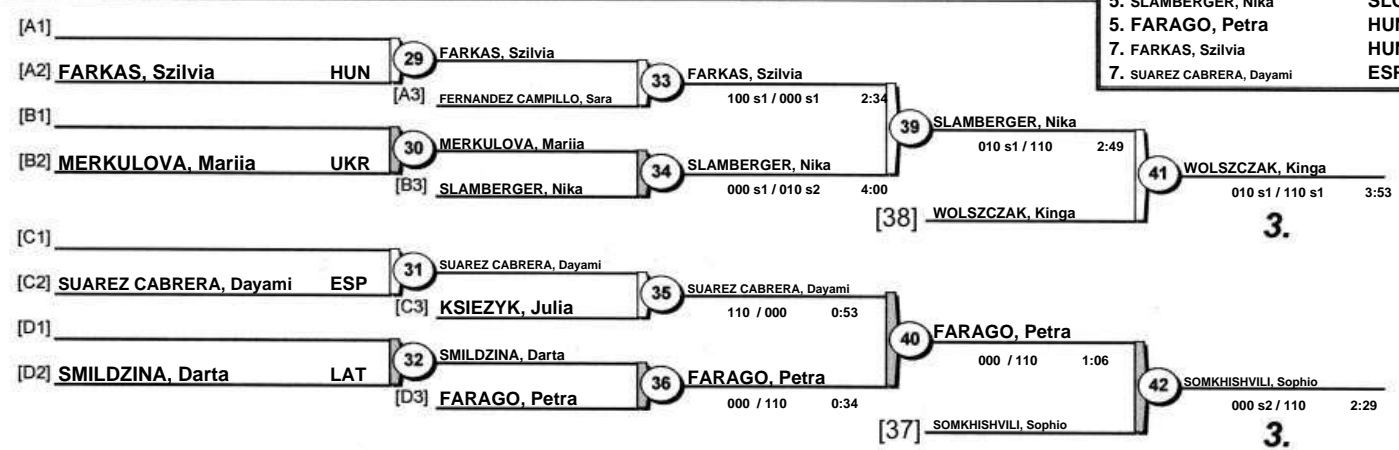 5. SLAMBERGER, Nika
5. FARAGO, Petra HUN
7. FARKAS, Szilvia HUN
7. SUAREZ CABRERA, Dayami ESP
[A1]
[A2] FARKAS, Szilvia HUN
29 FARKAS, Szilvia
[A3] FERNANDEZ CAMPILLO, Sara
33 FARKAS, Szilvia
100 s1 / 000 s1 2:34
[B1]
[B2] MERKULOVA, Mariia UKR
30 MERKULOVA, Mariia
[B3] SLAMBERGER, Nika
34 SLAMBERGER, Nika
000 s1 / 010 s2 4:00
39 SLAMBERGER, Nika
010 s1 / 110 2:49
[38] WOLSZCZAK, Kinga
41 WOLSZCZAK, Kinga
010 s1 / 110 s1 3:53
3.
[C1]
[C2] SUAREZ CABRERA, Dayami ESP
31 SUAREZ CABRERA, Dayami
[C3] KSIEZYK, Julia
35 SUAREZ CABRERA, Dayami
110 / 000 0:53
[D1]
[D2] SMILDZINA, Darta LAT
32 SMILDZINA, Darta
[D3] FARAGO, Petra
36 FARAGO, Petra
000 / 110 0:34
40 FARAGO, Petra
000 / 110 1:06
[37] SOMKHISHVILI, Sophio
42 SOMKHISHVILI, Sophio
000 s2 / 110 2:29
3.